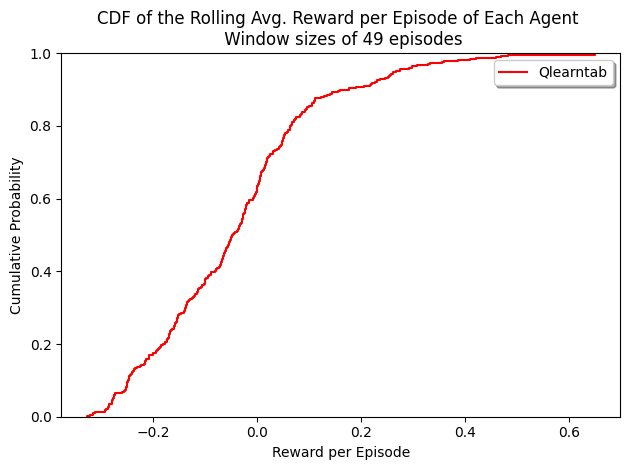 CDF of the Rolling Avg. Reward per Episode of Each Agent
Window sizes of 49 episodes
1.0
Qlearntab
0.8
0.6
0.4
0.2
0.0
Cumulative Probability
−0.2
0.0
0.2
0.4
0.6
Reward per Episode